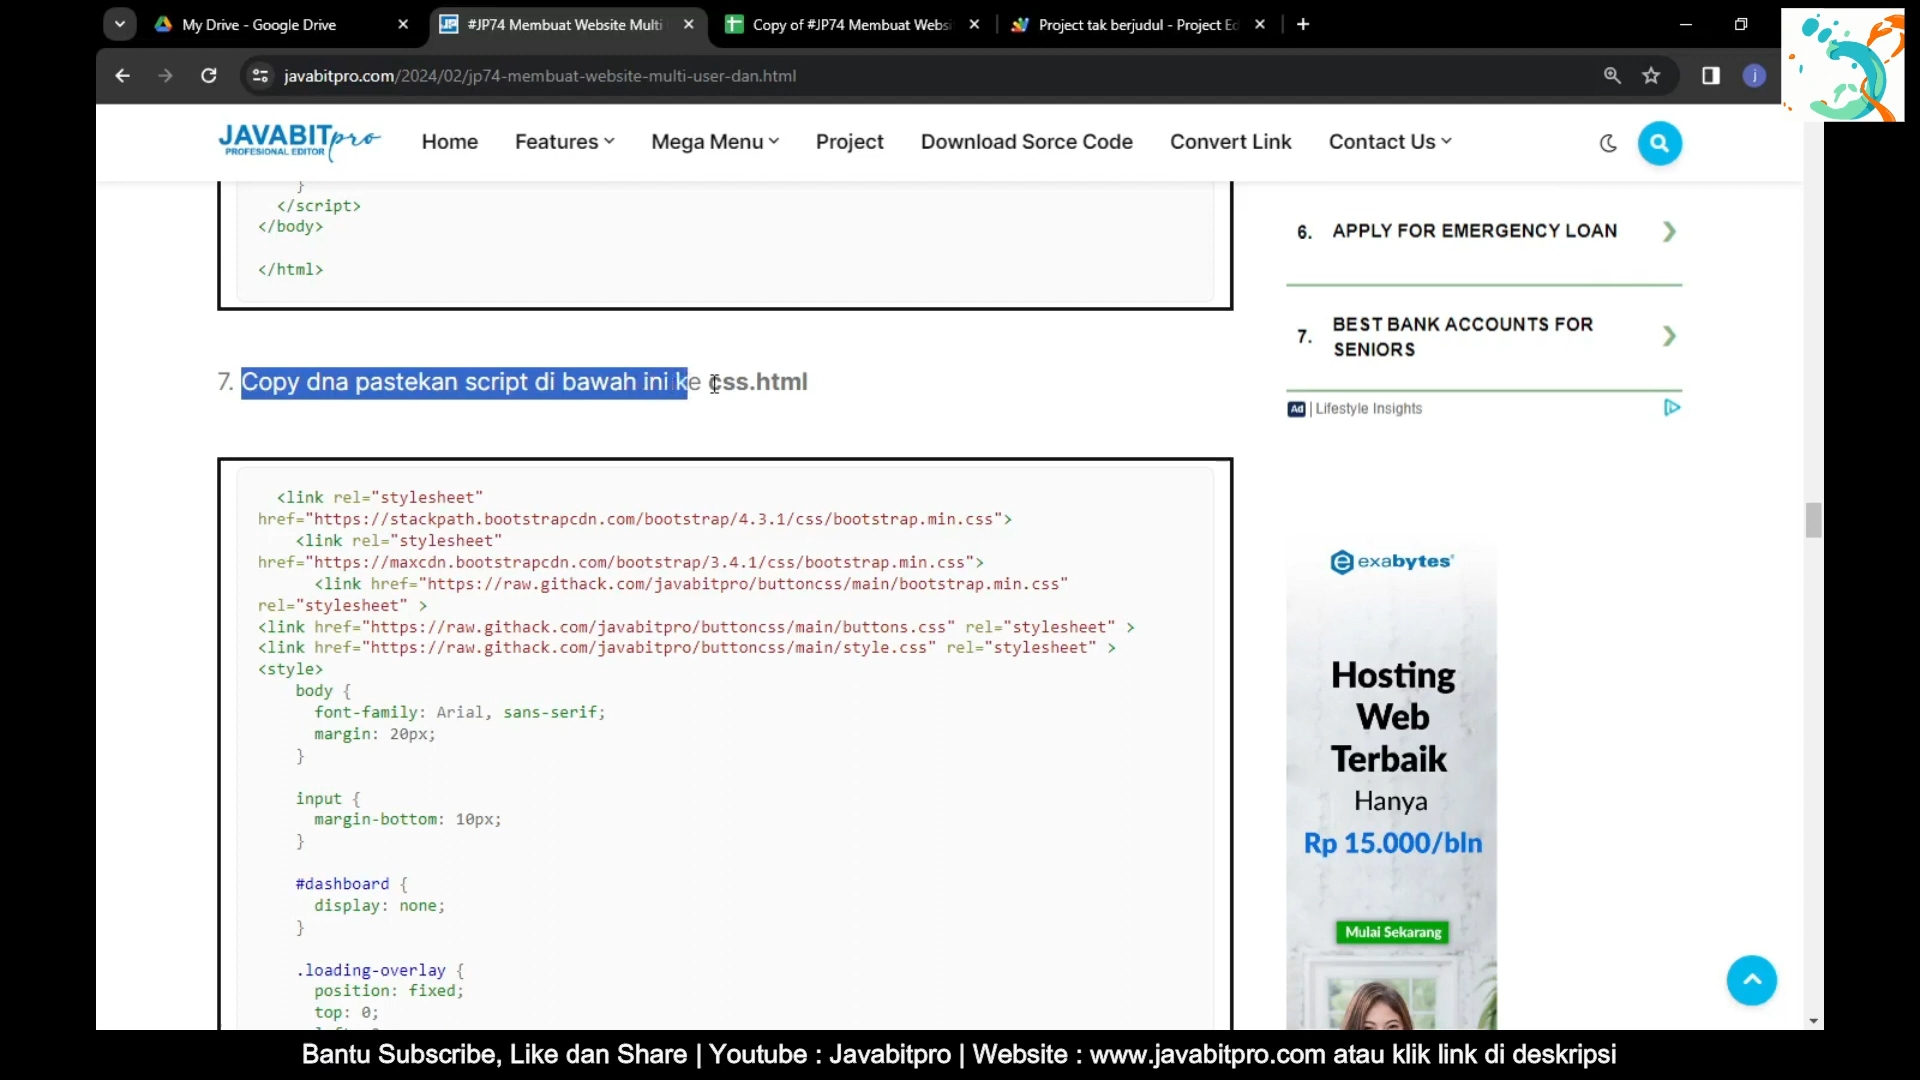 My Drive - Google Drive
#JP74 Membuat Website Multi
Copy of #JP74 Membuat Websi
Project tak berjudul - Project Ed
javabitpro.com/2024/02/jp74-membuat-website-multi-user-dan.html
j
JAVABITpro
PROFESIONAL EDITOR
Home
Features
Mega Menu
Project
Download Sorce Code
Convert Link
Contact Us
}
</script>
</body>
</html>
7. Copy dna pastekan script di bawah ini ke css.html
<link rel="stylesheet"
href="https://stackpath.bootstrapcdn.com/bootstrap/4.3.1/css/bootstrap.min.css">
<link rel="stylesheet"
href="https://maxcdn.bootstrapcdn.com/bootstrap/3.4.1/css/bootstrap.min.css">
<link href="https://raw.githack.com/javabitpro/buttoncss/main/bootstrap.min.css"
rel="stylesheet" >
<link href="https://raw.githack.com/javabitpro/buttoncss/main/buttons.css" rel="stylesheet" >
<link href="https://raw.githack.com/javabitpro/buttoncss/main/style.css" rel="stylesheet" >
<style>
body {
font-family: Arial, sans-serif;
margin: 20px;
}
input {
margin-bottom: 10px;
}
#dashboard {
display: none;
}
.loading-overlay {
position: fixed;
top: 0;
6. APPLY FOR EMERGENCY LOAN
7. BEST BANK ACCOUNTS FOR
SENIORS
Ad | Lifestyle Insights
exabytes
Hosting
Web
Terbaik
Hanya
Rp 15.000/bln
Mulai Sekarang
Bantu Subscribe, Like dan Share | Youtube : Javabitpro | Website : www.javabitpro.com atau klik link di deskripsi